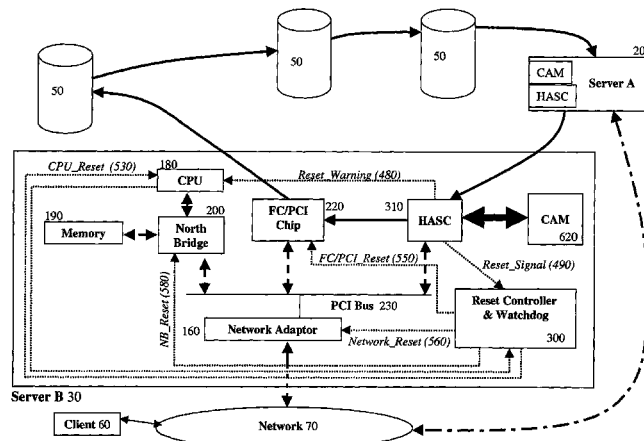 20
50
50
50
50
CAM
Server A
HASC
CPU_Reset (530)
180
CPU
Reset_Warning (480)
190
Memory
200
North
Bridge
FC/PCI
Chip
220
310
HASC
CAM
620
FC/PCI_Reset (550)
Reset_Signal (490)
NB_Reset (580)
PCI Bus 230
160
Network Adaptor
Network_Reset (560)
Reset Controller
& Watchdog
300
Server B 30
Client 60
Network 70